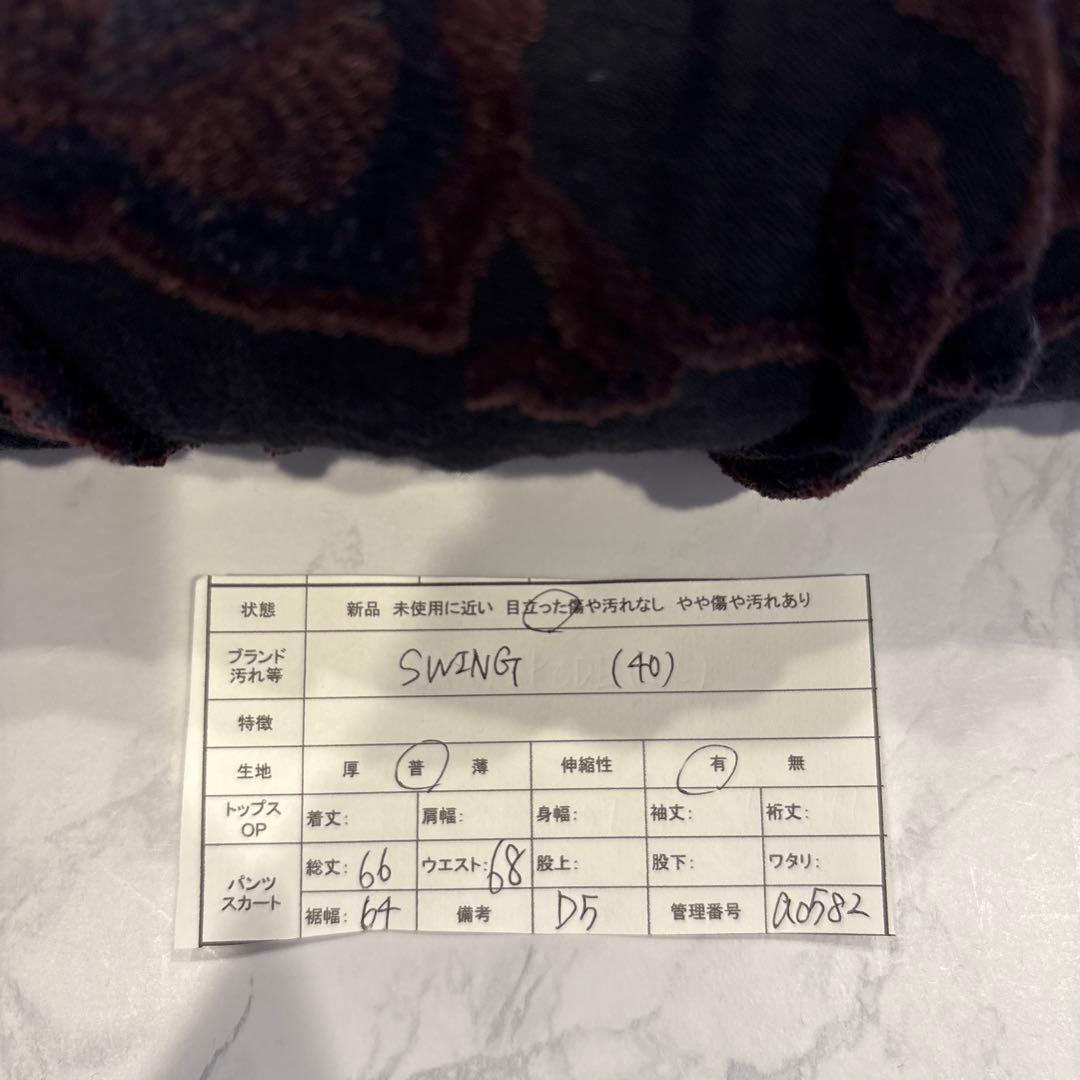 状態 新品 未使用に近い 目立った傷や汚れなし やや傷や汚れあり
ブランド
汚れ等 SWING (40)
特徴
生地 厚 普 薄 伸縮性 有 無
トップス
OP 着丈: 肩幅: 身幅: 袖丈: 裄丈:
パンツ
スカート 総丈: 66 ウエスト: 68 股上: 股下: ワタリ:
裾幅: 64 備考 D5 管理番号 a0582